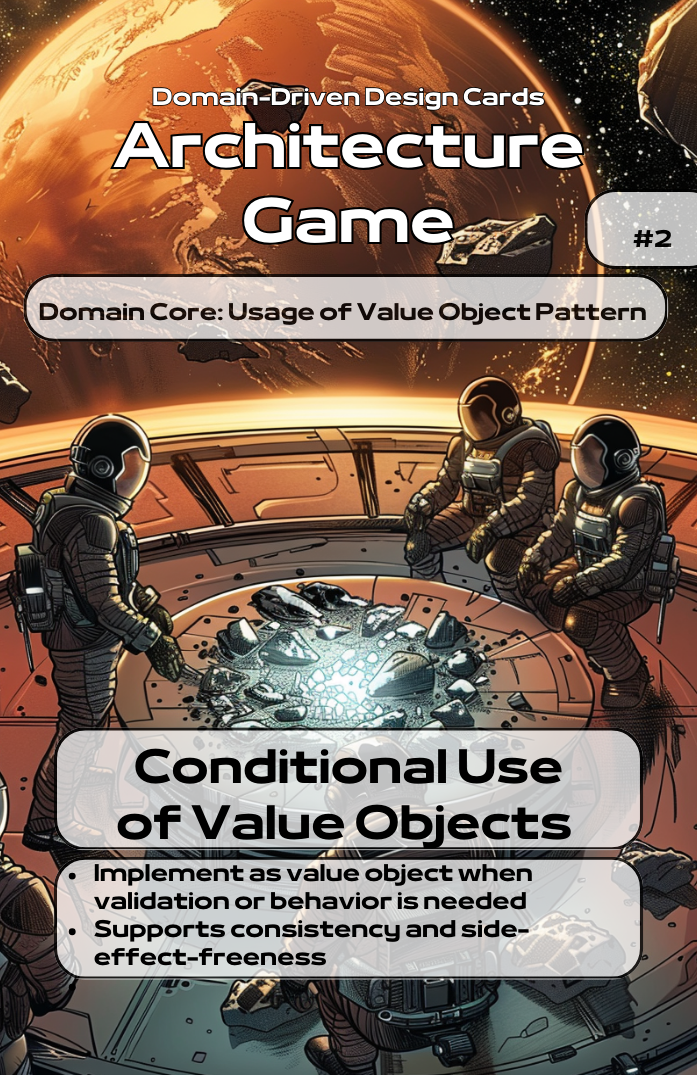 Domain-Driven Design Cards
Architecture
Game
#2
Domain Core: Usage of Value Object Pattern
Conditional Use
of Value Objects
• Implement as value object when
validation or behavior is needed
• Supports consistency and side-
effect-freeness